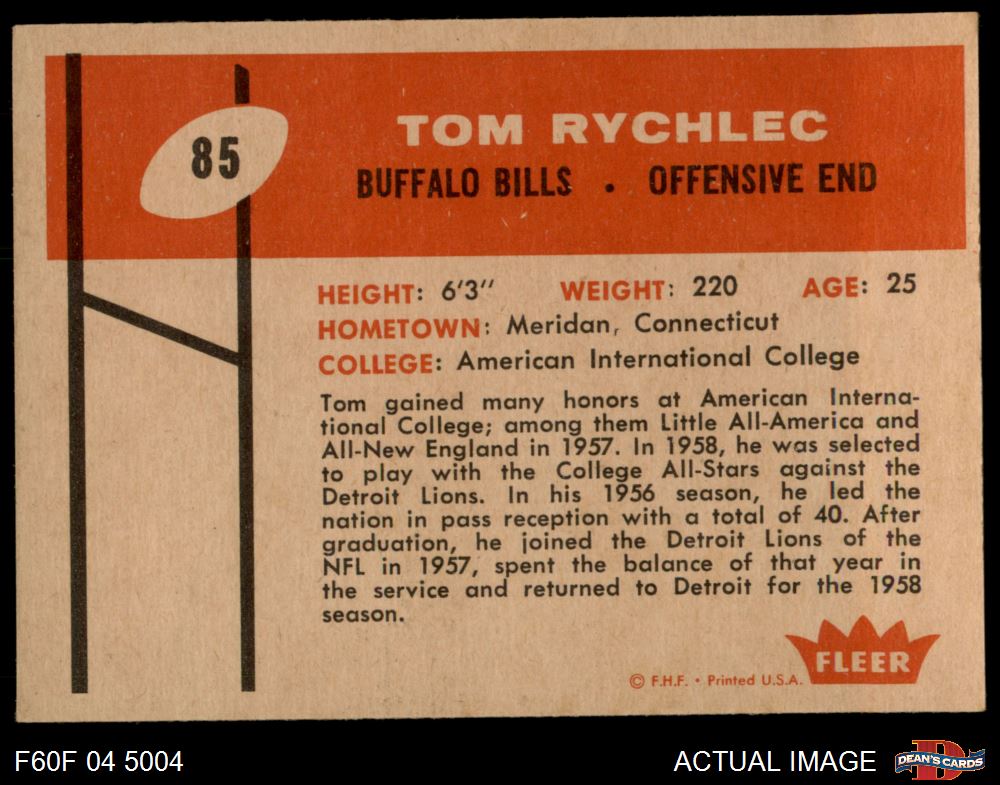 85
TOM RYCHLEC
BUFFALO BILLS • OFFENSIVE END
HEIGHT: 6'3" WEIGHT: 220 AGE: 25
HOMETOWN: Meridan, Connecticut
COLLEGE: American International College
Tom gained many honors at American Interna-
tional College; among them Little All-America and
All-New England in 1957. In 1958, he was selected
to play with the College All-Stars against the
Detroit Lions. In his 1956 season, he led the
nation in pass reception with a total of 40. After
graduation, he joined the Detroit Lions of the
NFL in 1957, spent the balance of that year in
the service and returned to Detroit for the 1958
season.
FLEER
© F.H.F. • Printed U.S.A.
F60F 04 5004
ACTUAL IMAGE
D
DEAN'S CARDS